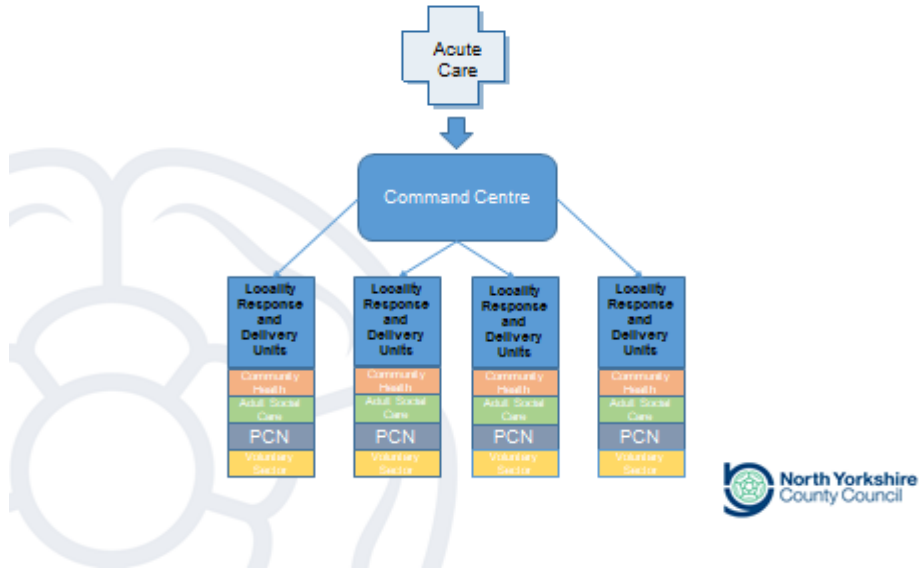 Acute
Care
Command Centre
Locality
Response
and
Delivery
Units
Community
Health
Adult Social
Care
PCN
Voluntary
Sector
Locality
Response
and
Delivery
Units
Community
Health
Adult Social
Care
PCN
Voluntary
Sector
Locality
Response
and
Delivery
Units
Community
Health
Adult Social
Care
PCN
Voluntary
Sector
Locality
Response
and
Delivery
Units
Community
Health
Adult Social
Care
PCN
Voluntary
Sector
North Yorkshire
County Council